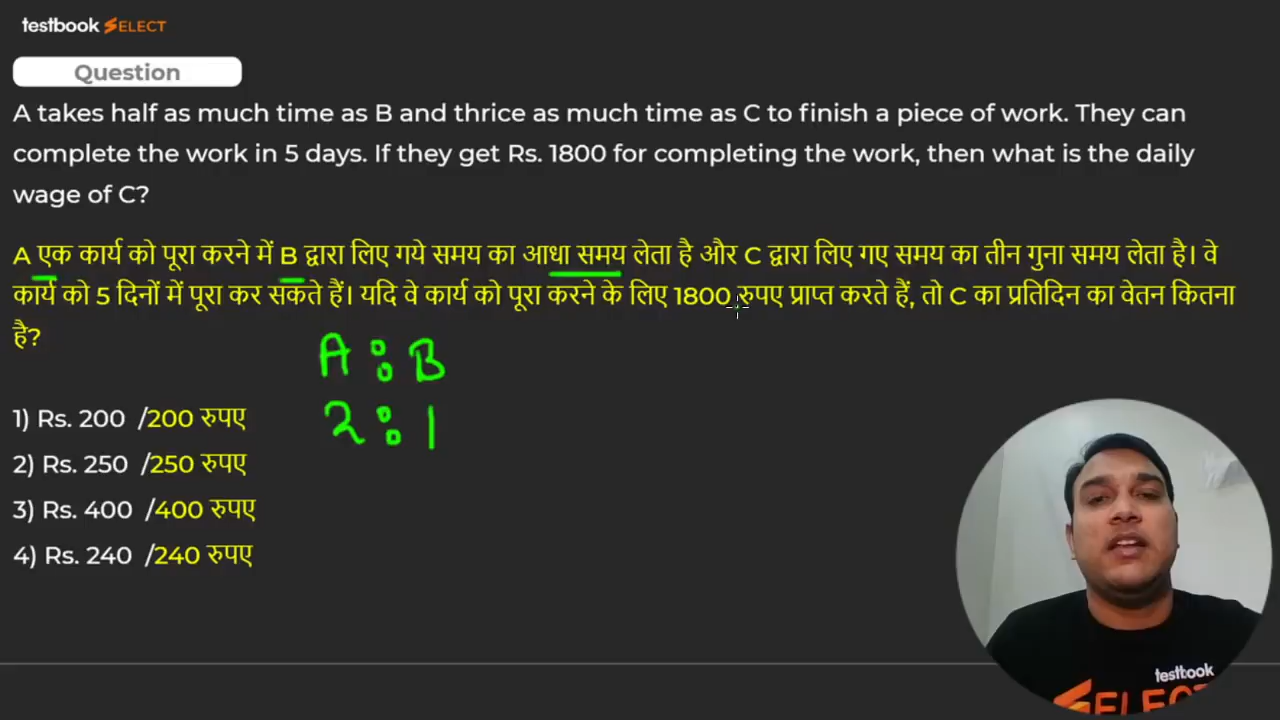 testbook SELECT
Question
A takes half as much time as B and thrice as much time as C to finish a piece of work. They can
complete the work in 5 days. If they get Rs. 1800 for completing the work, then what is the daily
wage of C?
A एक कार्य को पूरा करने में B द्वारा लिए गये समय का आधा समय लेता है और C द्वारा लिए गए समय का तीन गुना समय लेता है। वे
कार्य को 5 दिनों में पूरा कर सकते हैं। यदि वे कार्य को पूरा करने के लिए 1800 रुपए प्राप्त करते हैं, तो C का प्रतिदिन का वेतन कितना
है?
A : B
2 : 1
1) Rs. 200 /200 रुपए
2) Rs. 250 /250 रुपए
3) Rs. 400 /400 रुपए
4) Rs. 240 /240 रुपए
testbook
SELECT